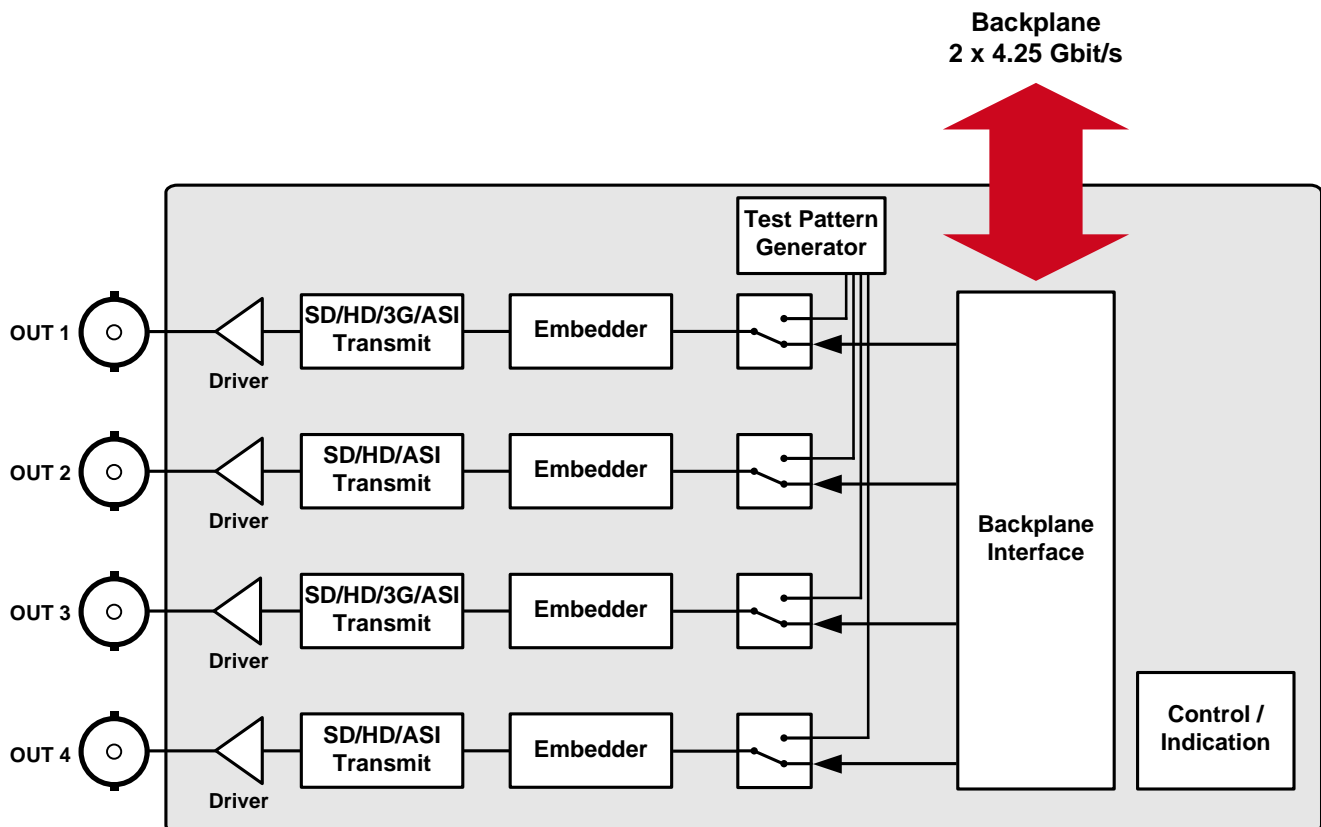 Backplane
2 x 4.25 Gbit/s
Test Pattern
Generator
OUT 1
Driver
SD/HD/3G/ASI
Transmit
Embedder
OUT 2
Driver
SD/HD/ASI
Transmit
Embedder
Backplane
Interface
OUT 3
Driver
SD/HD/3G/ASI
Transmit
Embedder
OUT 4
Driver
SD/HD/ASI
Transmit
Embedder
Control /
Indication